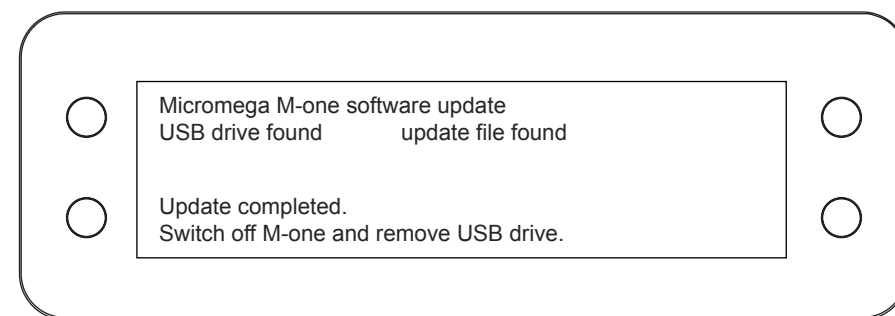 Micromega M-one software update
USB drive found update file found
Update completed.
Switch off M-one and remove USB drive.